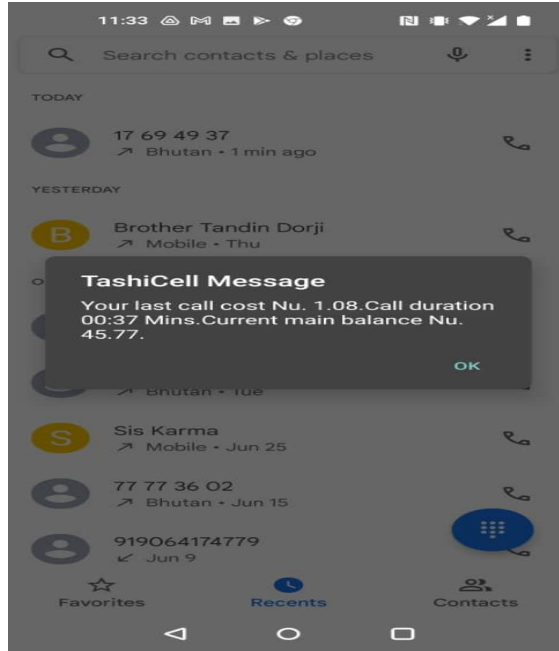 11:33
Search contacts & places
TODAY
17 69 49 37
Bhutan • 1 min ago
YESTERDAY
B
Brother Tandin Dorji
Mobile • Thu
TashiCell Message
Your last call cost Nu. 1.08.Call duration
00:37 Mins.Current main balance Nu.
45.77.
OK
Bhutan • Tue
S
Sis Karma
Mobile • Jun 25
77 77 36 02
Bhutan • Jun 15
919064174779
Jun 9
Favorites
Recents
Contacts